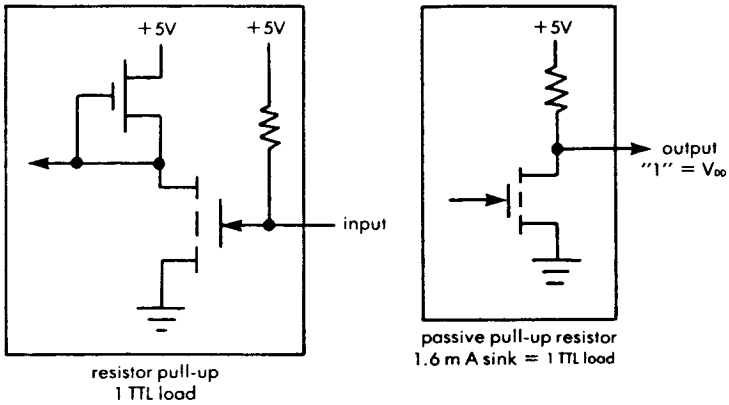 +5V
+5V
input
resistor pull-up
1 TTL load
+5V
output
"1" = VDD
passive pull-up resistor
1.6 m A sink = 1 TTL load